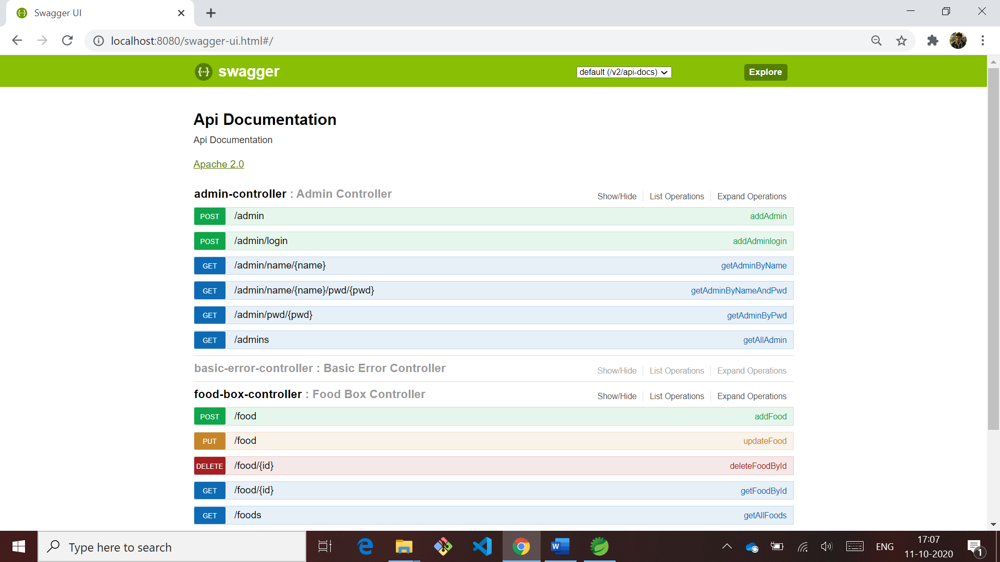 Swagger UI
localhost:8080/swagger-ui.html#/
{···} swagger
default (/v2/api-docs)
Explore
Api Documentation
Api Documentation
Apache 2.0
admin-controller : Admin Controller
Show/Hide List Operations Expand Operations
POST /admin addAdmin
POST /admin/login addAdminlogin
GET /admin/name/{name} getAdminByName
GET /admin/name/{name}/pwd/{pwd} getAdminByNameAndPwd
GET /admin/pwd/{pwd} getAdminByPwd
GET /admins getAllAdmin
basic-error-controller : Basic Error Controller
Show/Hide List Operations Expand Operations
food-box-controller : Food Box Controller
Show/Hide List Operations Expand Operations
POST /food addFood
PUT /food updateFood
DELETE /food/{id} deleteFoodById
GET /food/{id} getFoodById
GET /foods getAllFoods
Type here to search
W
ENG
17:07
11-10-2020
1